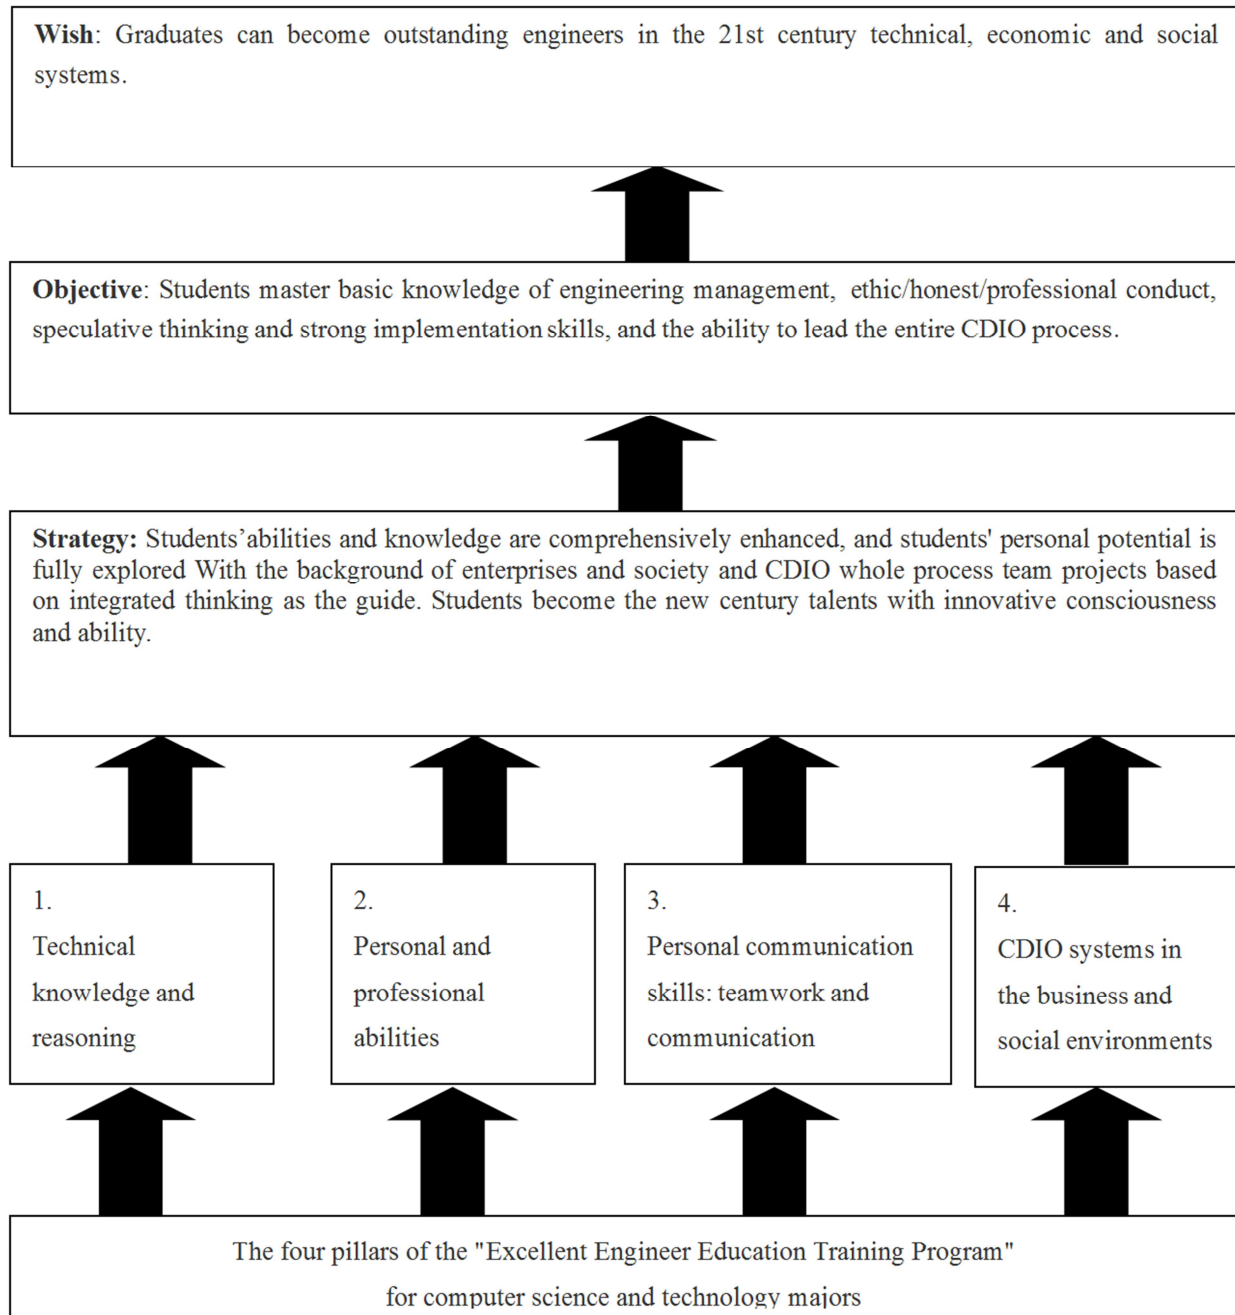 Wish: Graduates can become outstanding engineers in the 21st century technical, economic and social
systems.
Objective: Students master basic knowledge of engineering management, ethic/honest/professional conduct,
speculative thinking and strong implementation skills, and the ability to lead the entire CDIO process.
Strategy: Students’abilities and knowledge are comprehensively enhanced, and students' personal potential is
fully explored With the background of enterprises and society and CDIO whole process team projects based
on integrated thinking as the guide. Students become the new century talents with innovative consciousness
and ability.
1.
Technical
knowledge and
reasoning
2.
Personal and
professional
abilities
3.
Personal communication
skills: teamwork and
communication
4.
CDIO systems in
the business and
social environments
The four pillars of the "Excellent Engineer Education Training Program"
for computer science and technology majors